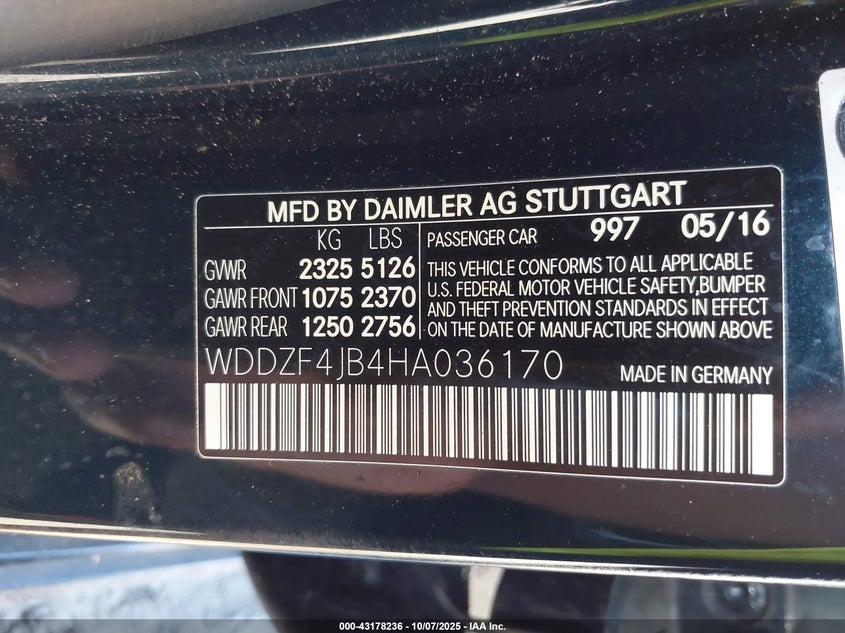 MFD BY DAIMLER AG STUTTGART
KG LBS PASSENGER CAR 997 05/16
GVWR 2325 5126 THIS VEHICLE CONFORMS TO ALL APPLICABLE
U.S. FEDERAL MOTOR VEHICLE SAFETY,BUMPER
GAWR FRONT 1075 2370 AND THEFT PREVENTION STANDARDS IN EFFECT
GAWR REAR 1250 2756 ON THE DATE OF MANUFACTURE SHOWN ABOVE
WDDZF4JB4HA036170 MADE IN GERMANY
000-43178236 - 10/07/2025 - IAA Inc.